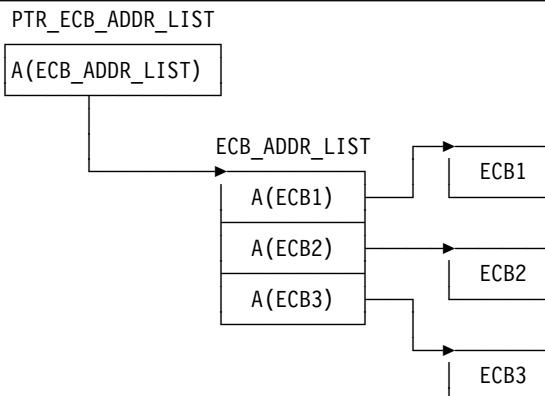 PTR_ECB_ADDR_LIST
A(ECB_ADDR_LIST)
ECB_ADDR_LIST
A(ECB1)
A(ECB2)
A(ECB3)
ECB1
ECB2
ECB3